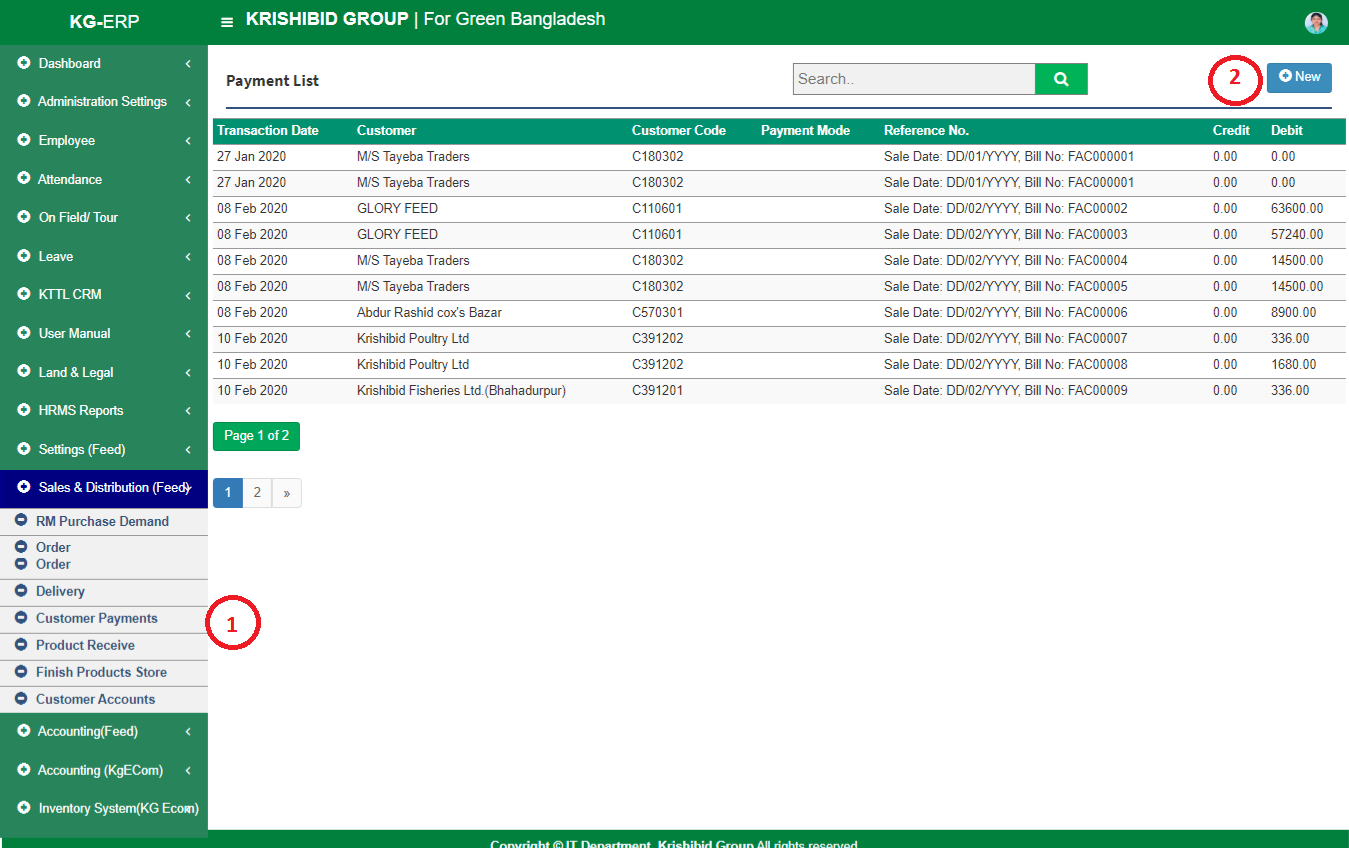 KG-ERP
KRISHIBID GROUP | For Green Bangladesh
Dashboard
Administration Settings
Employee
Attendance
On Field/ Tour
Leave
KTTL CRM
User Manual
Land & Legal
HRMS Reports
Settings (Feed)
Sales & Distribution (Feed)
RM Purchase Demand
Order
Order
Delivery
Customer Payments
Product Receive
Finish Products Store
Customer Accounts
Accounting(Feed)
Accounting (KgECom)
Inventory System(KG Ecom)
1
Payment List
Search..
2
New
Transaction Date Customer Customer Code Payment Mode Reference No. Credit Debit
27 Jan 2020 M/S Tayeba Traders C180302 Sale Date: DD/01/YYYY, Bill No: FAC000001 0.00 0.00
27 Jan 2020 M/S Tayeba Traders C180302 Sale Date: DD/01/YYYY, Bill No: FAC000001 0.00 0.00
08 Feb 2020 GLORY FEED C110601 Sale Date: DD/02/YYYY, Bill No: FAC00002 0.00 63600.00
08 Feb 2020 GLORY FEED C110601 Sale Date: DD/02/YYYY, Bill No: FAC00003 0.00 57240.00
08 Feb 2020 M/S Tayeba Traders C180302 Sale Date: DD/02/YYYY, Bill No: FAC00004 0.00 14500.00
08 Feb 2020 M/S Tayeba Traders C180302 Sale Date: DD/02/YYYY, Bill No: FAC00005 0.00 14500.00
08 Feb 2020 Abdur Rashid cox's Bazar C570301 Sale Date: DD/02/YYYY, Bill No: FAC00006 0.00 8900.00
10 Feb 2020 Krishibid Poultry Ltd C391202 Sale Date: DD/02/YYYY, Bill No: FAC00007 0.00 336.00
10 Feb 2020 Krishibid Poultry Ltd C391202 Sale Date: DD/02/YYYY, Bill No: FAC00008 0.00 1680.00
10 Feb 2020 Krishibid Fisheries Ltd.(Bhahadurpur) C391201 Sale Date: DD/02/YYYY, Bill No: FAC00009 0.00 336.00
Page 1 of 2
1 2 »
Copyright © IT Department, Krishibid Group All rights reserved